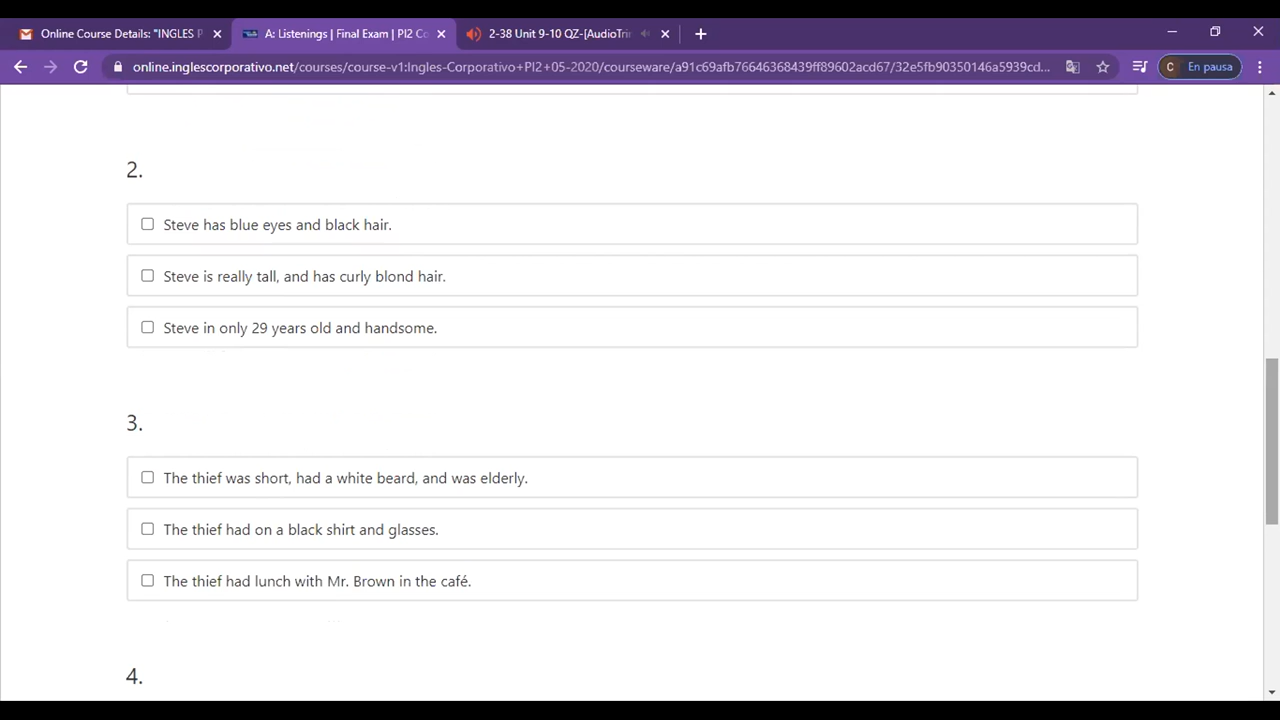 Online Course Details: "INGLES P
A: Listenings | Final Exam | PI2 Co
2-38 Unit 9-10 QZ-[AudioTrir
online.inglescorporativo.net/courses/course-v1:Ingles-Corporativo+PI2+05-2020/courseware/a91c69afb76646368439ff89602acd67/32e5fb90350146a5939cd...
C En pausa
2.
Steve has blue eyes and black hair.
Steve is really tall, and has curly blond hair.
Steve in only 29 years old and handsome.
3.
The thief was short, had a white beard, and was elderly.
The thief had on a black shirt and glasses.
The thief had lunch with Mr. Brown in the café.
4.